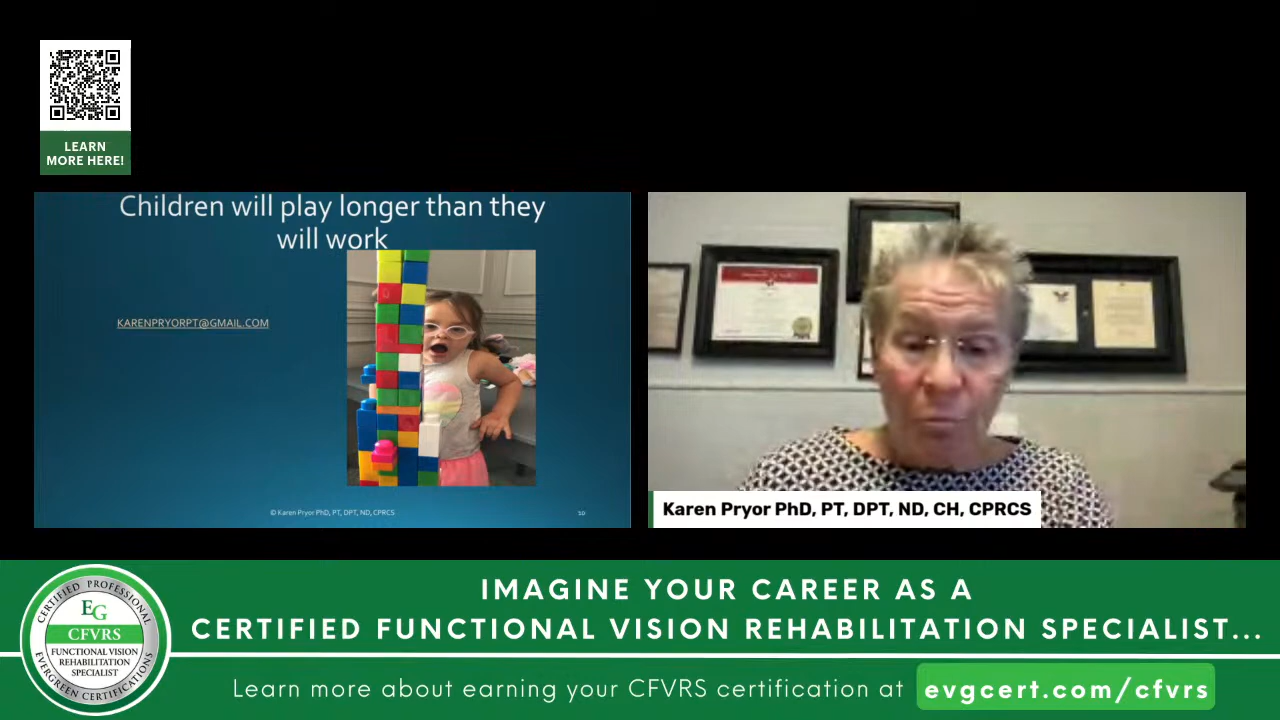 LEARN
MORE HERE!
Children will play longer than they
will work
KARENPRYORPT@GMAIL.COM
© Karen Pryor PhD, PT, DPT, ND, CPRCS
10
Karen Pryor PhD, PT, DPT, ND, CH, CPRCS
IMAGINE YOUR CAREER AS A
CERTIFIED FUNCTIONAL VISION REHABILITATION SPECIALIST...
Learn more about earning your CFVRS certification at evgcert.com/cfvrs
CERTIFIED PROFESSIONAL
EG
CFVRS
FUNCTIONAL VISION
REHABILITATION
SPECIALIST
EVERGREEN CERTIFICATIONS